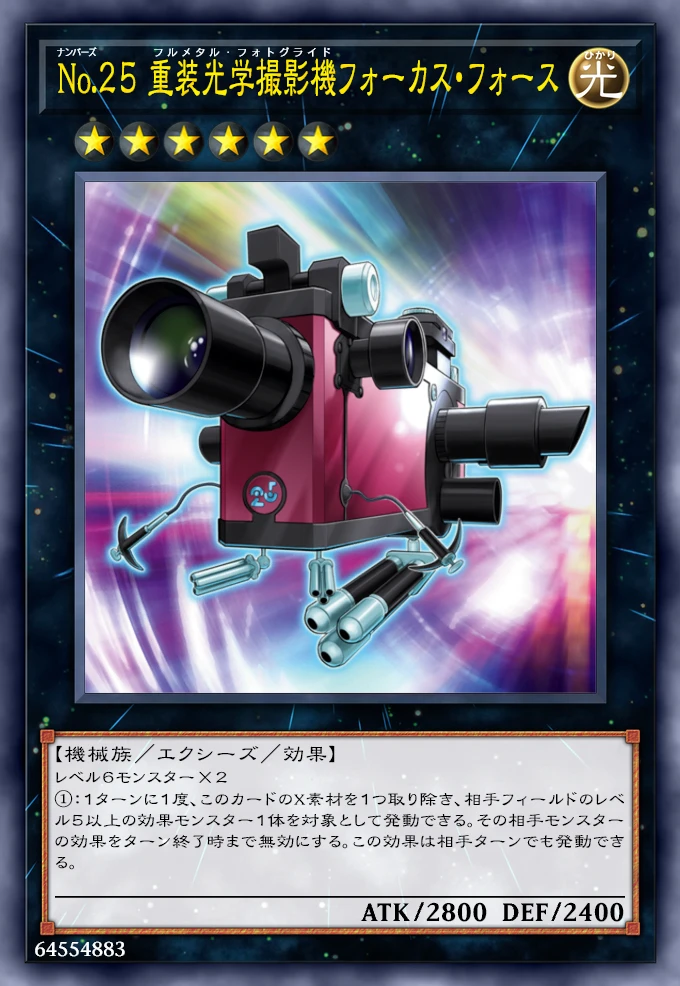 ナンバーズ フルメタル・フォトグライド
No.25 重装光学撮影機フォーカス・フォース
ひかり
光
25
【機械族／エクシーズ／効果】
レベル６モンスター×２
①：１ターンに１度、このカードのX素材を１つ取り除き、相手フィールドのレベ
ル５以上の効果モンスター１体を対象として発動できる。その相手モンスター
の効果をターン終了時まで無効にする。この効果は相手ターンでも発動でき
る。
ATK/2800 DEF/2400
64554883